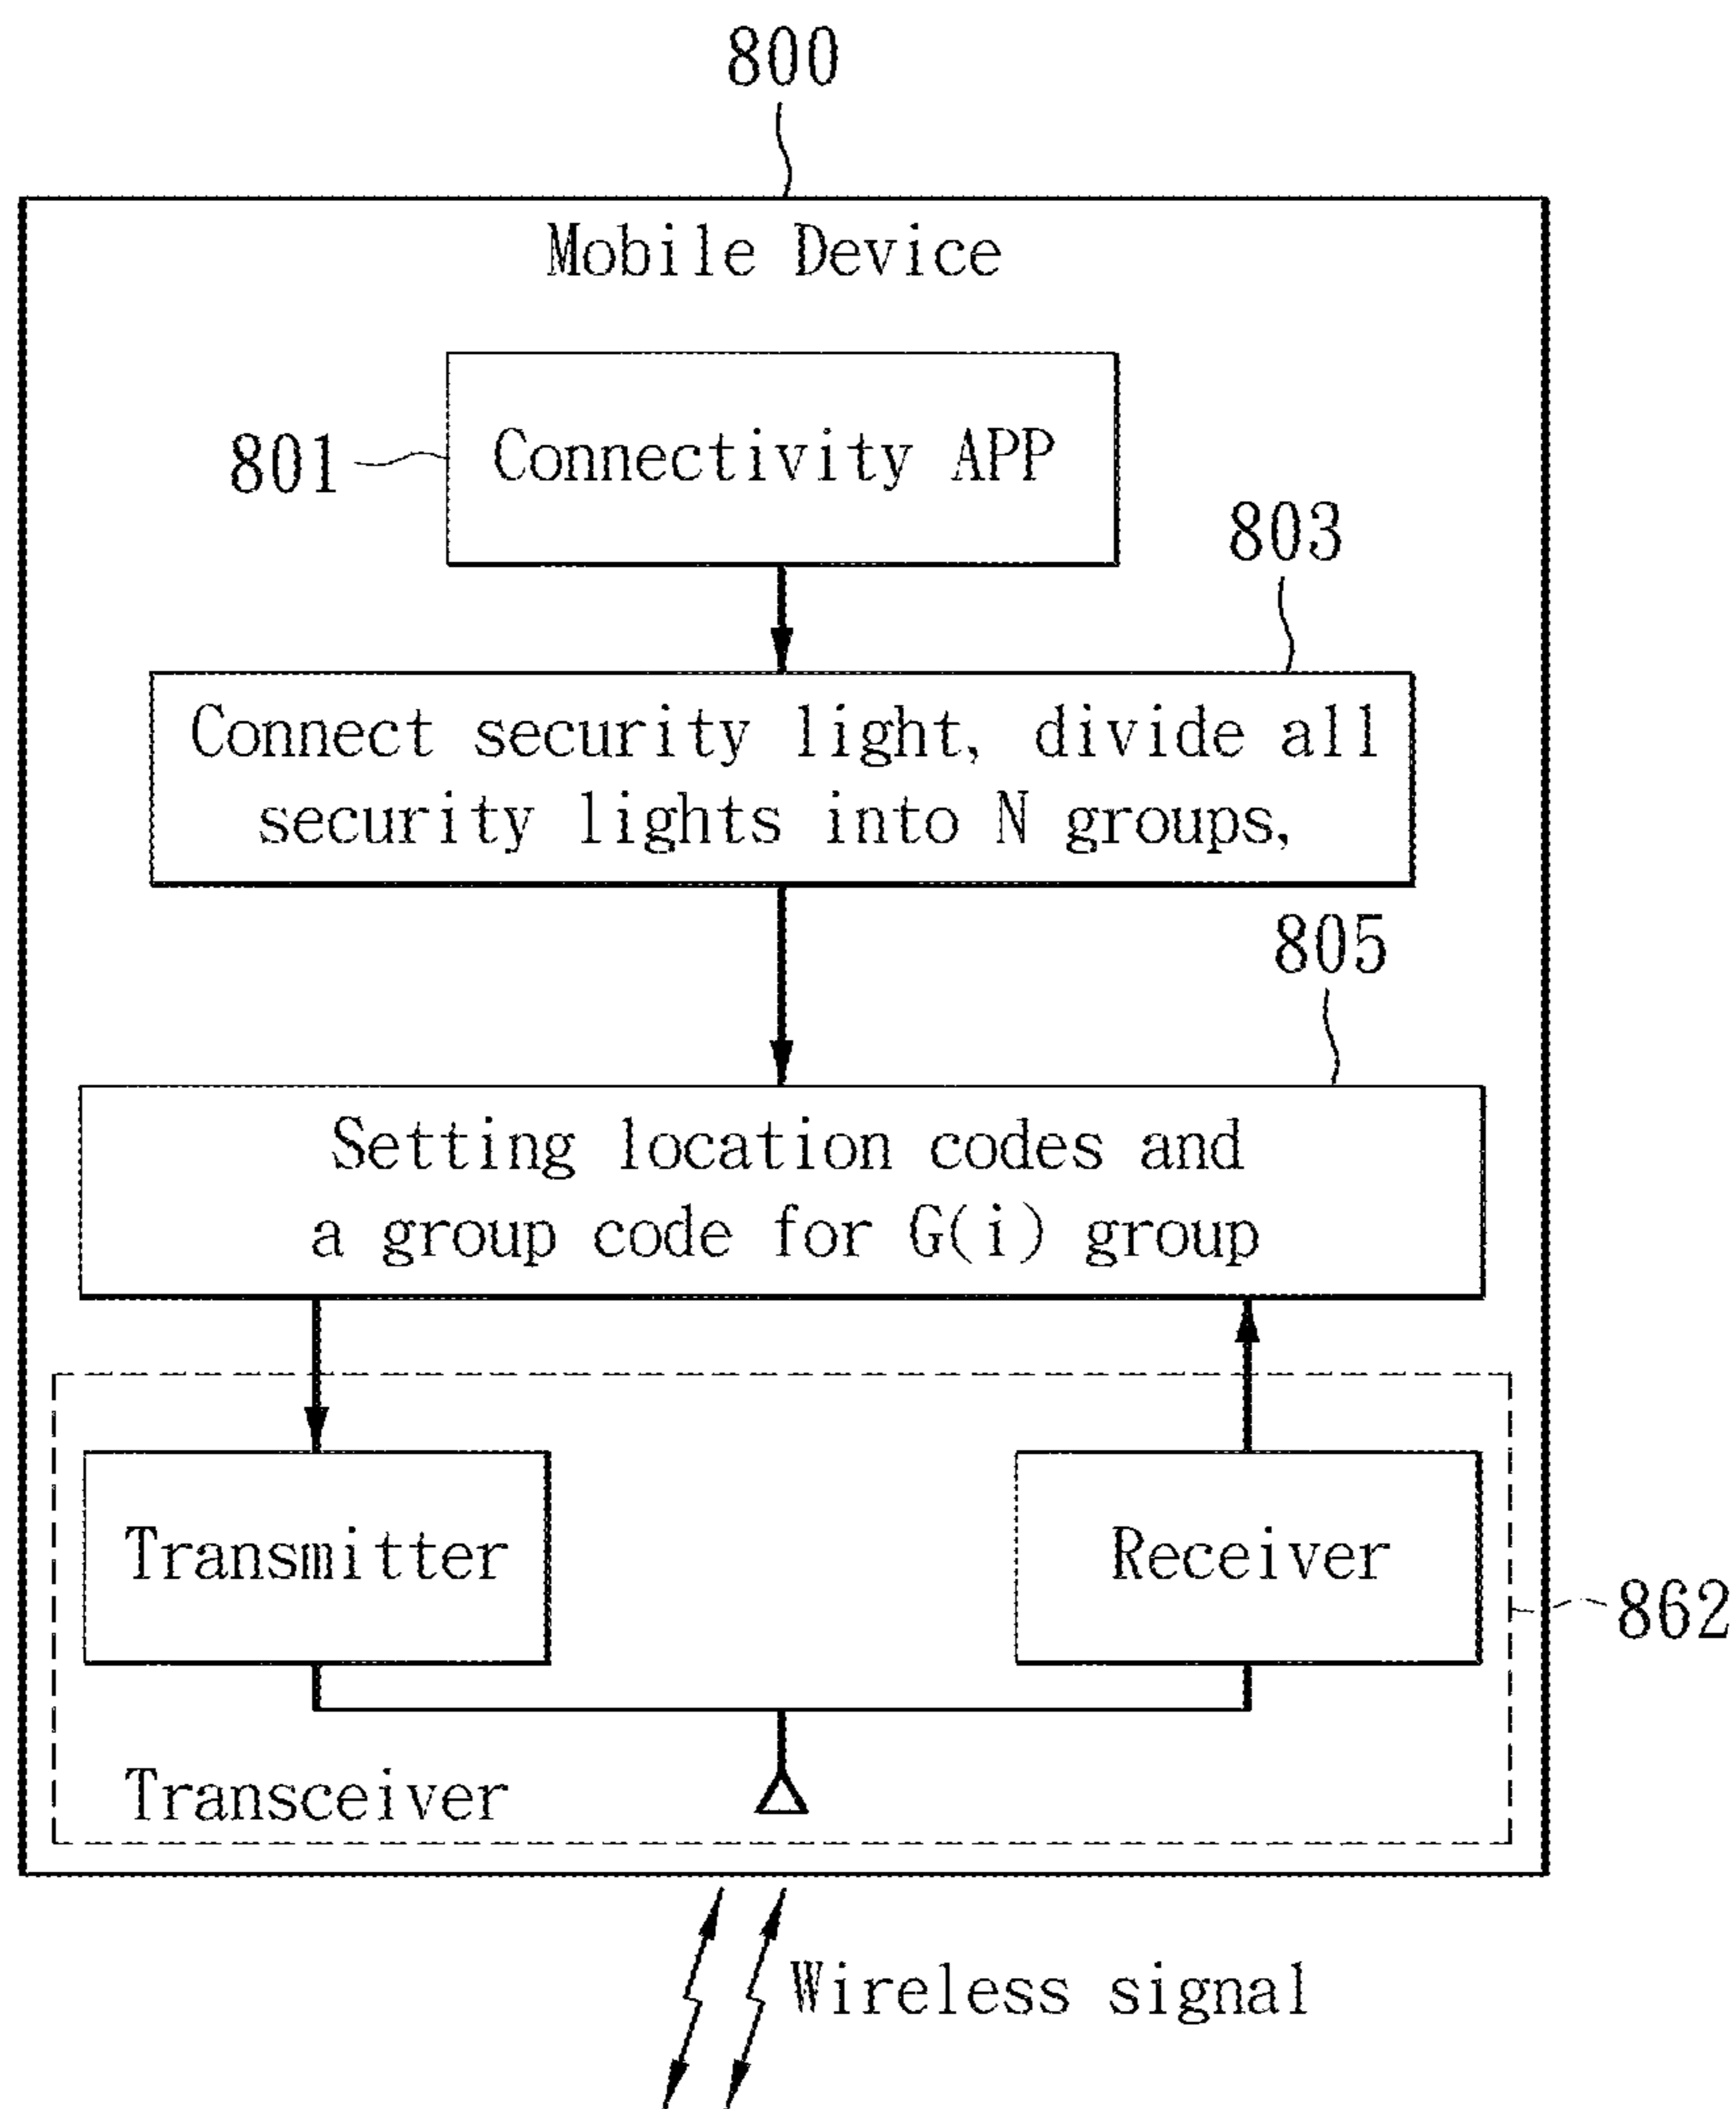 800
Mobile Device
801
Connectivity APP
803
Connect security light, divide all
security lights into N groups,
805
Setting location codes and
a group code for G(i) group
Transmitter
Receiver
862
Transceiver
Wireless signal